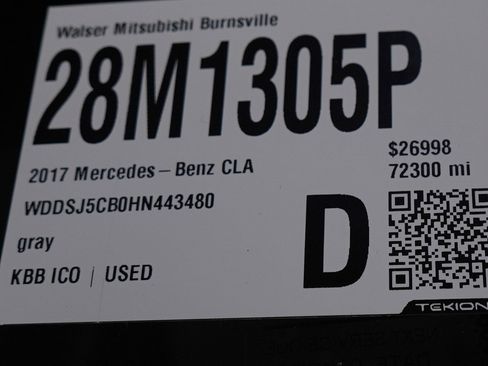 Walser Mitsubishi Burnsville
28M1305P
$26998
2017 Mercedes – Benz CLA
72300 mi
WDDSJ5CB0HN443480
gray
D
KBB ICO | USED
TEKION